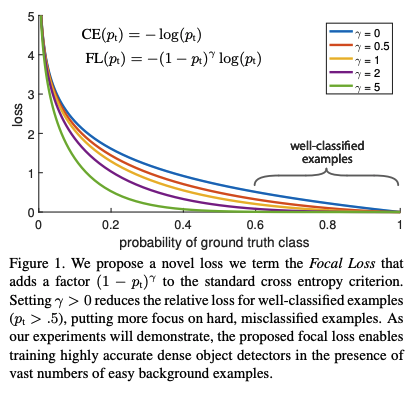 5
CE(pt) = − log(pt)
FL(pt) = −(1 − pt)γ log(pt)
γ = 0
γ = 0.5
γ = 1
γ = 2
γ = 5
4
3
loss
2
well-classified
examples
1
0
0
0.2
0.4
0.6
0.8
1
probability of ground truth class
Figure 1. We propose a novel loss we term the Focal Loss that
adds a factor (1 − pt)γ to the standard cross entropy criterion.
Setting γ > 0 reduces the relative loss for well-classified examples
(pt > .5), putting more focus on hard, misclassified examples. As
our experiments will demonstrate, the proposed focal loss enables
training highly accurate dense object detectors in the presence of
vast numbers of easy background examples.